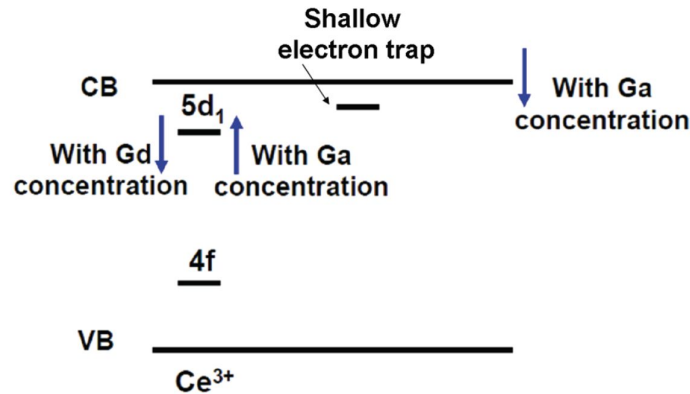 Shallow
electron trap
CB
5d₁
With Ga
concentration
With Gd
concentration
With Ga
concentration
4f
VB
Ce³⁺